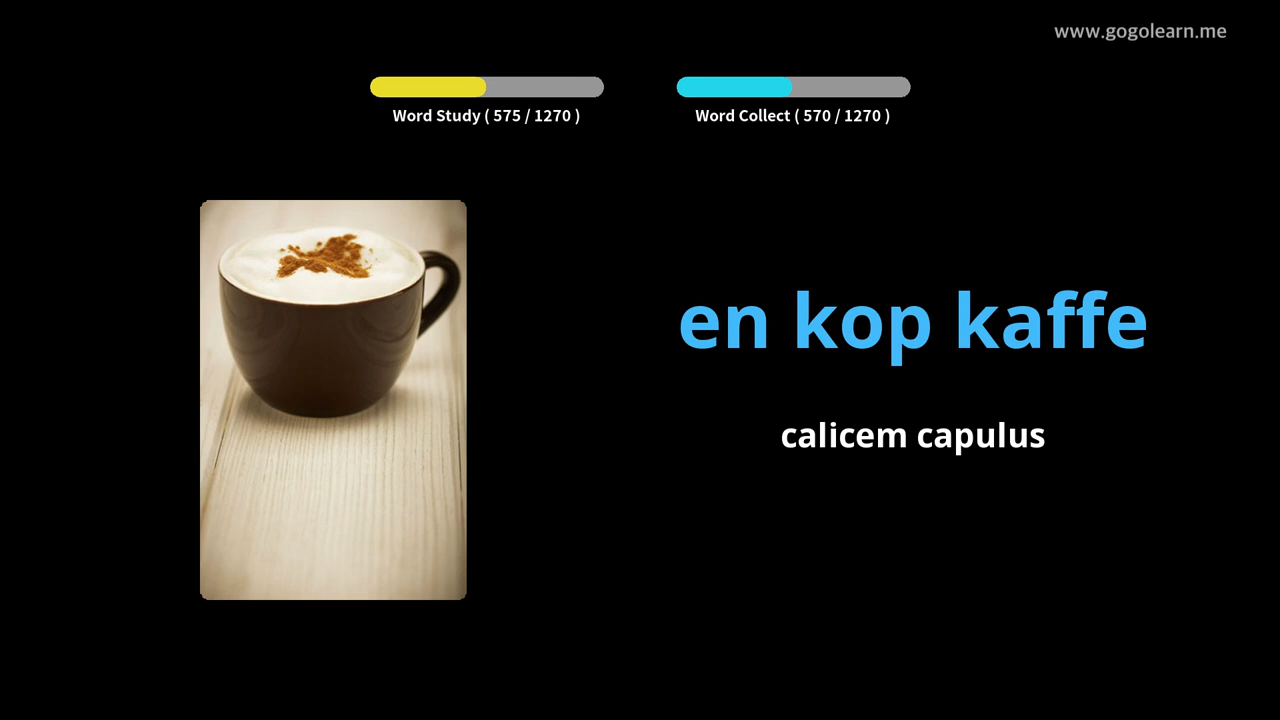 www.gogolearn.me
Word Study ( 575 / 1270 )
Word Collect ( 570 / 1270 )
en kop kaffe
calicem capulus